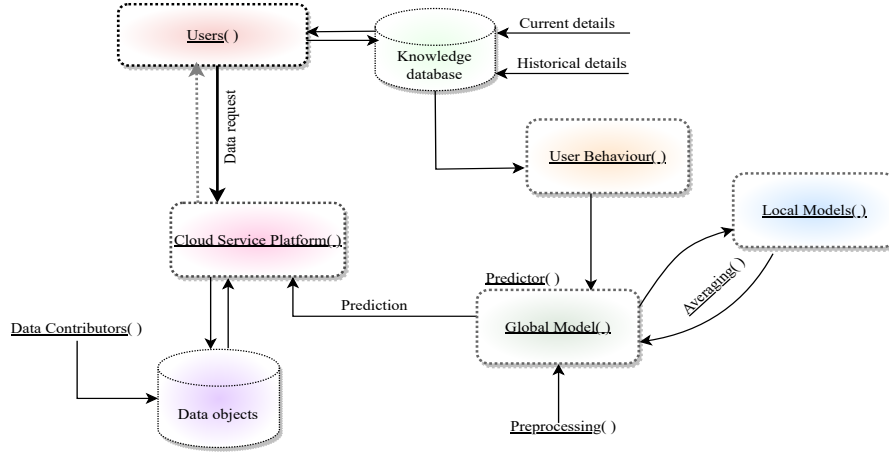 Current details
Users( )
Knowledge
database
Historical details
Data request
User Behaviour( )
Local Models( )
Cloud Service Platform( )
Predictor( )
Averaging( )
Prediction
Global Model( )
Data Contributors( )
Data objects
Preprocessing( )